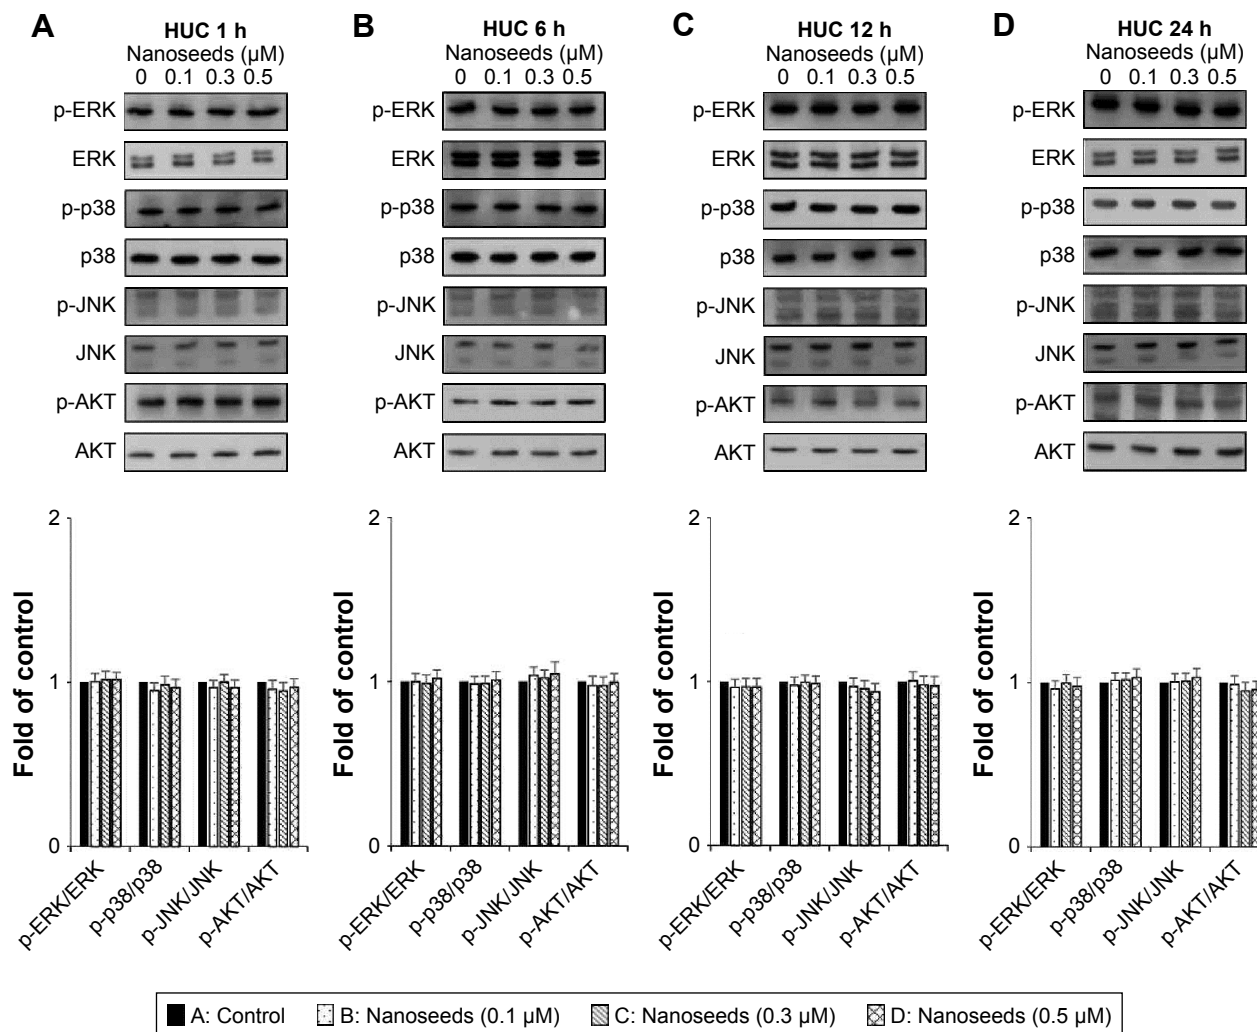 A
HUC 1 h
Nanoseeds (µM)
0 0.1 0.3 0.5
p-ERK
ERK
p-p38
p38
p-JNK
JNK
p-AKT
AKT
B
HUC 6 h
Nanoseeds (µM)
0 0.1 0.3 0.5
p-ERK
ERK
p-p38
p38
p-JNK
JNK
p-AKT
AKT
C
HUC 12 h
Nanoseeds (µM)
0 0.1 0.3 0.5
p-ERK
ERK
p-p38
p38
p-JNK
JNK
p-AKT
AKT
D
HUC 24 h
Nanoseeds (µM)
0 0.1 0.3 0.5
p-ERK
ERK
p-p38
p38
p-JNK
JNK
p-AKT
AKT
Fold of control
2
1
0
p-ERK/ERK
p-p38/p38
p-JNK/JNK
p-AKT/AKT
Fold of control
2
1
0
p-ERK/ERK
p-p38/p38
p-JNK/JNK
p-AKT/AKT
Fold of control
2
1
0
p-ERK/ERK
p-p38/p38
p-JNK/JNK
p-AKT/AKT
Fold of control
2
1
0
p-ERK/ERK
p-p38/p38
p-JNK/JNK
p-AKT/AKT
A: Control
B: Nanoseeds (0.1 µM)
C: Nanoseeds (0.3 µM)
D: Nanoseeds (0.5 µM)